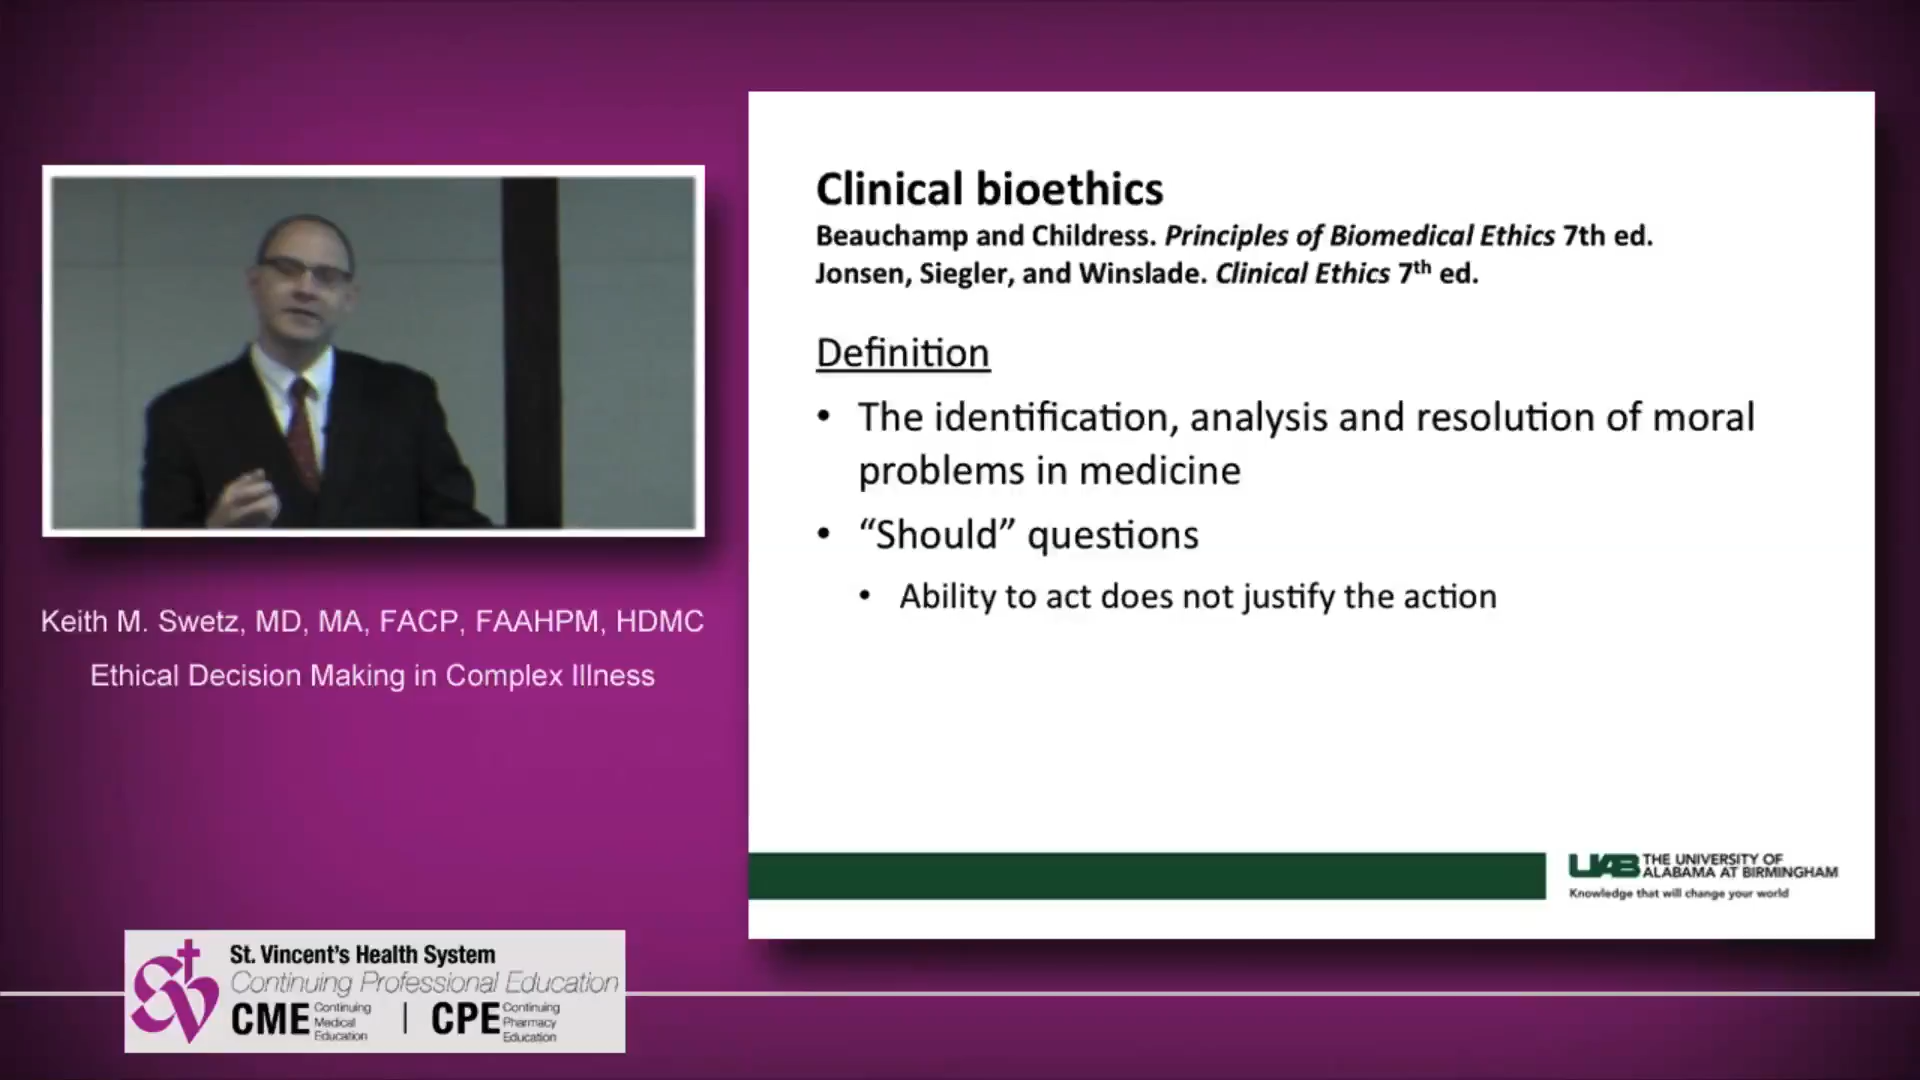 Clinical bioethics
Beauchamp and Childress. Principles of Biomedical Ethics 7th ed.
Jonsen, Siegler, and Winslade. Clinical Ethics 7th ed.
Definition
• The identification, analysis and resolution of moral
problems in medicine
• “Should” questions
• Ability to act does not justify the action
UAB THE UNIVERSITY OF
ALABAMA AT BIRMINGHAM
Knowledge that will change your world
Keith M. Swetz, MD, MA, FACP, FAAHPM, HDMC
Ethical Decision Making in Complex Illness
St. Vincent's Health System
Continuing Professional Education
CME Continuing Medical Education | CPE Continuing Pharmacy Education